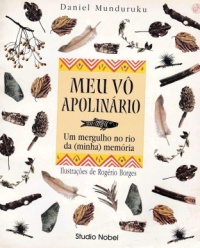 Daniel Munduruku
MEU VÔ
APOLINÁRIO
Um mergulho no rio
da (minha) memória
Ilustrações de Rogério Borges
Studio Nobel